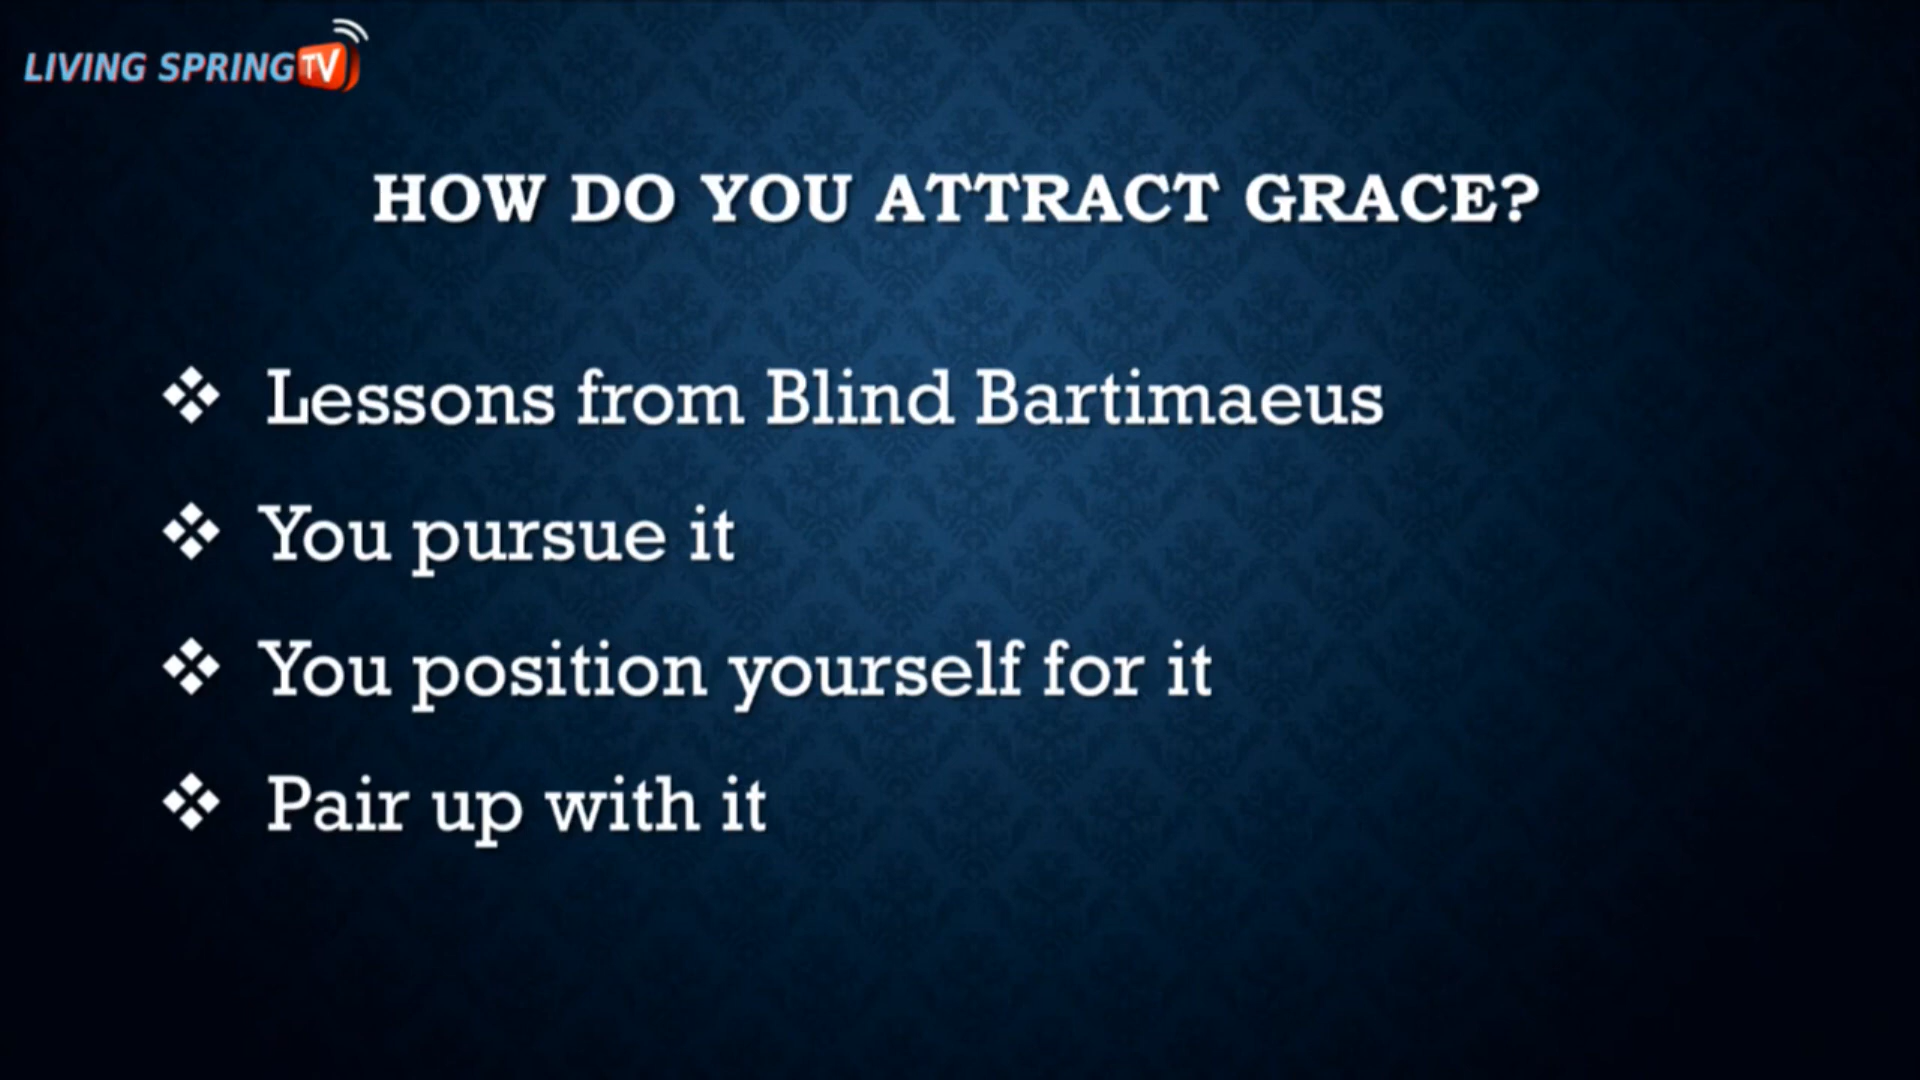 LIVING SPRING TV
HOW DO YOU ATTRACT GRACE?
Lessons from Blind Bartimaeus
You pursue it
You position yourself for it
Pair up with it